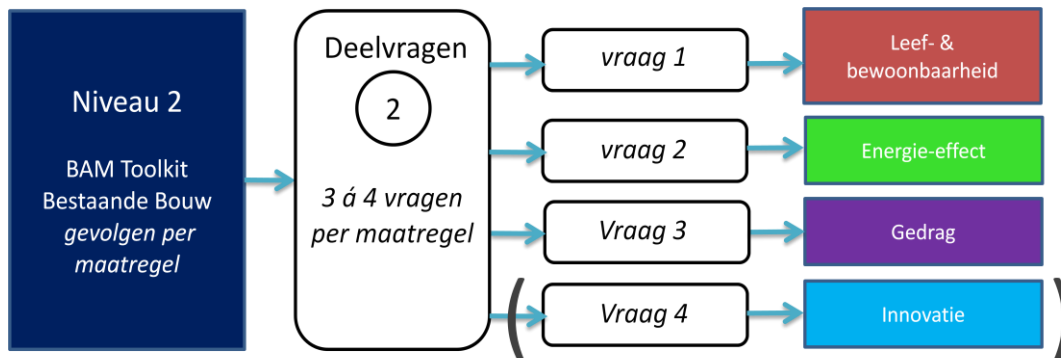 Niveau 2
BAM Toolkit
Bestaande Bouw
gevolgen per
maatregel
Deelvragen
2
3 á 4 vragen
per maatregel
vraag 1
Leef- &
bewoonbaarheid
vraag 2
Energie-effect
Vraag 3
Gedrag
( Vraag 4
Innovatie )